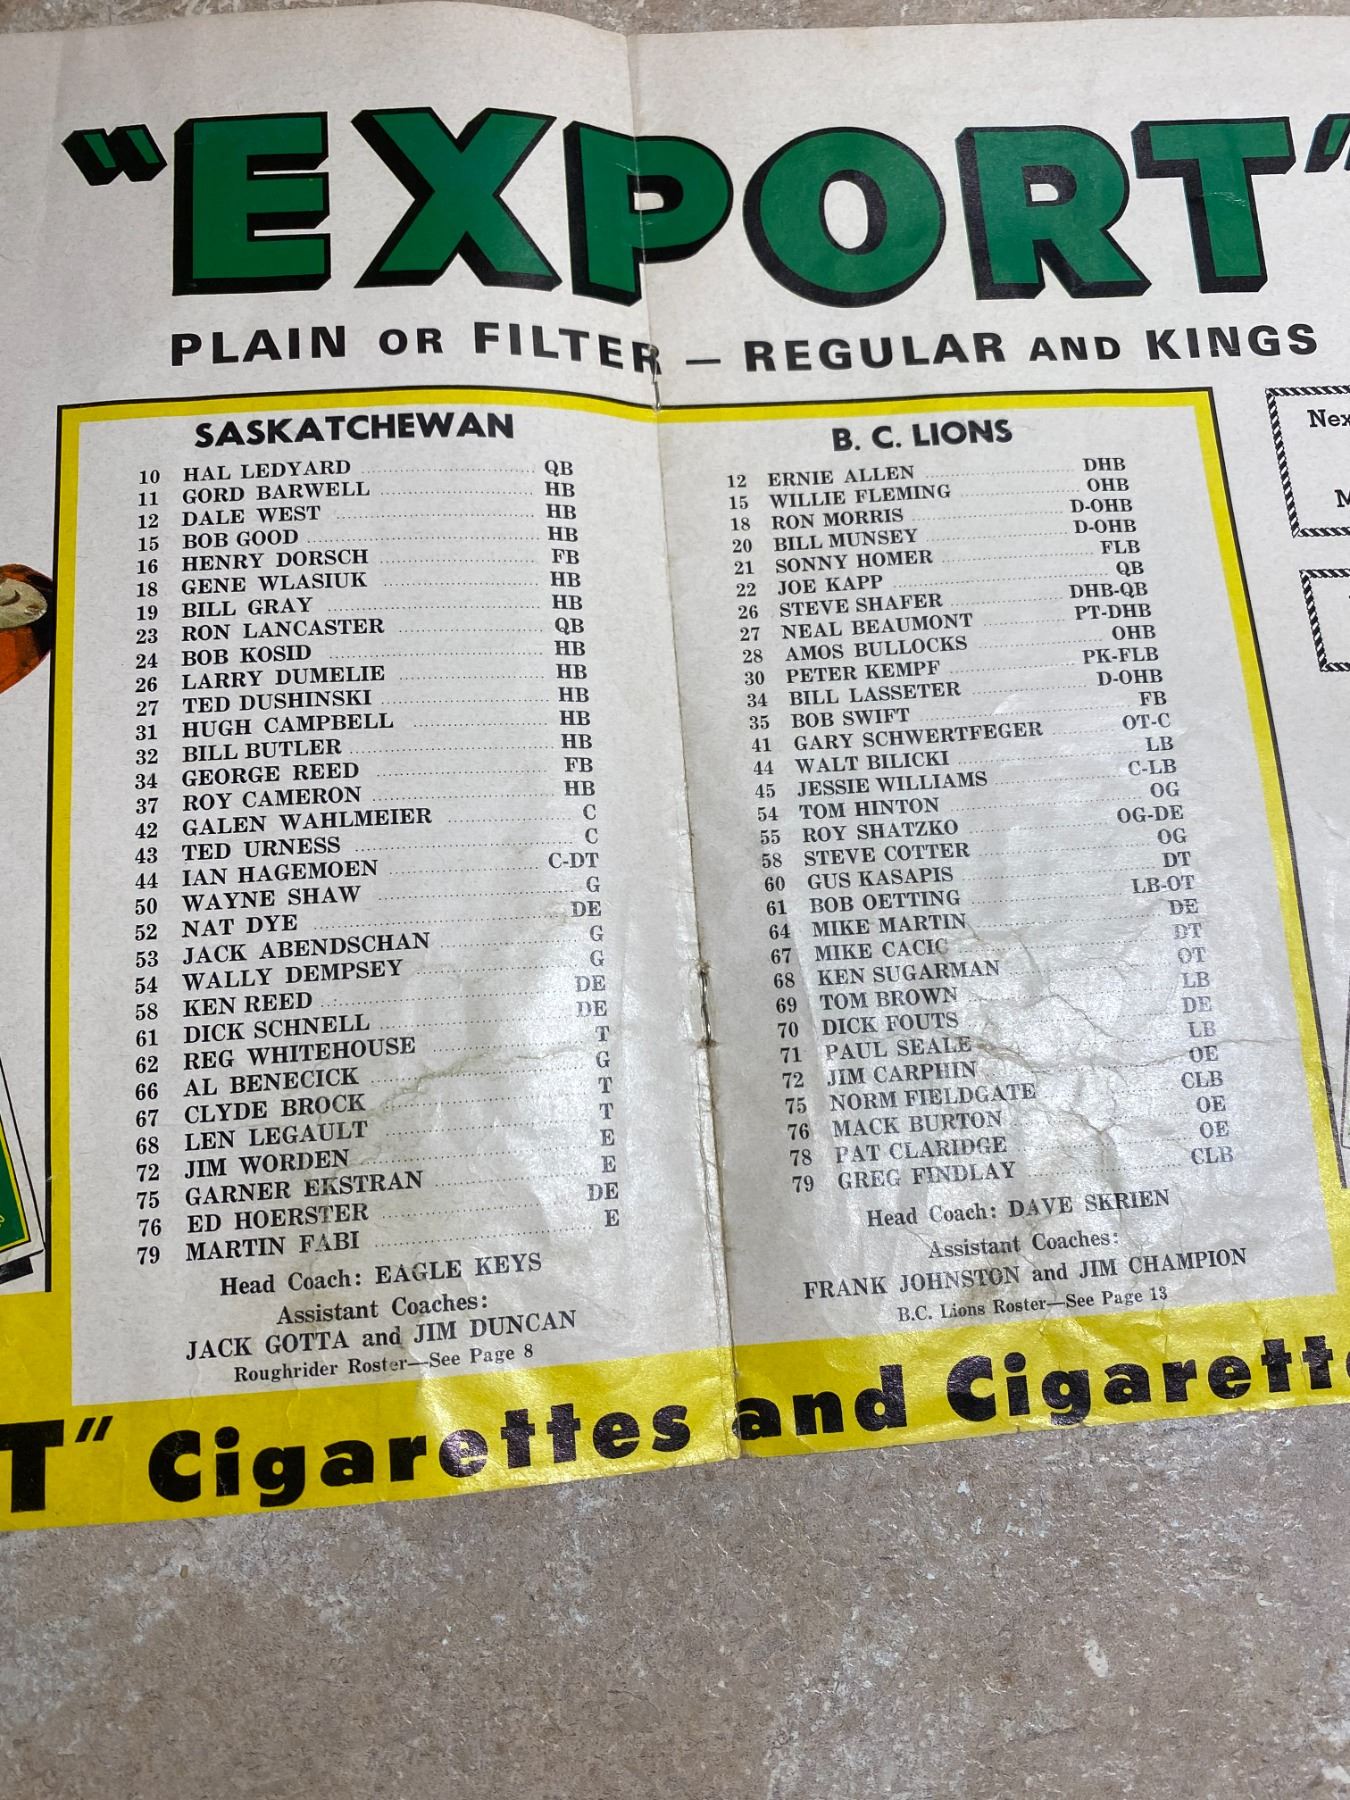 "EXPORT"
PLAIN OR FILTER — REGULAR AND KINGS
SASKATCHEWAN
10 HAL LEDYARD QB
11 GORD BARWELL HB
12 DALE WEST HB
15 BOB GOOD HB
16 HENRY DORSCH FB
18 GENE WLASIUK HB
19 BILL GRAY HB
23 RON LANCASTER QB
24 BOB KOSID HB
26 LARRY DUMELIE HB
27 TED DUSHINSKI HB
31 HUGH CAMPBELL HB
32 BILL BUTLER HB
34 GEORGE REED FB
37 ROY CAMERON HB
42 GALEN WAHLMEIER C
43 TED URNESS C
44 IAN HAGEMOEN C-DT
50 WAYNE SHAW G
52 NAT DYE DE
53 JACK ABENDSCHAN G
54 WALLY DEMPSEY G
58 KEN REED DE
61 DICK SCHNELL DE
62 REG WHITEHOUSE T
66 AL BENECICK G
67 CLYDE BROCK T
68 LEN LEGAULT T
72 JIM WORDEN E
75 GARNER EKSTRAN E
76 ED HOERSTER DE
79 MARTIN FABI E
Head Coach: EAGLE KEYS
Assistant Coaches:
JACK GOTTA and JIM DUNCAN
Roughrider Roster—See Page 8
B. C. LIONS
12 ERNIE ALLEN DHB
15 WILLIE FLEMING OHB
18 RON MORRIS D-OHB
20 BILL MUNSEY D-OHB
21 SONNY HOMER FLB
22 JOE KAPP QB
26 STEVE SHAFER DHB-QB
27 NEAL BEAUMONT PT-DHB
28 AMOS BULLOCKS OHB
30 PETER KEMPF PK-FLB
34 BILL LASSETER D-OHB
35 BOB SWIFT FB
41 GARY SCHWERTFEGER OT-C
44 WALT BILICKI LB
45 JESSIE WILLIAMS C-LB
54 TOM HINTON OG
55 ROY SHATZKO OG-DE
58 STEVE COTTER OG
60 GUS KASAPIS DT
61 BOB OETTING LB-OT
64 MIKE MARTIN DE
67 MIKE CACIC DT
68 KEN SUGARMAN OT
69 TOM BROWN LB
70 DICK FOUTS DE
71 PAUL SEALE LB
72 JIM CARPHIN OE
75 NORM FIELDGATE CLB
76 MACK BURTON OE
78 PAT CLARIDGE OE
79 GREG FINDLAY CLB
Head Coach: DAVE SKRIEN
Assistant Coaches:
FRANK JOHNSTON and JIM CHAMPION
B.C. Lions Roster—See Page 13
T" Cigarettes and Cigarette